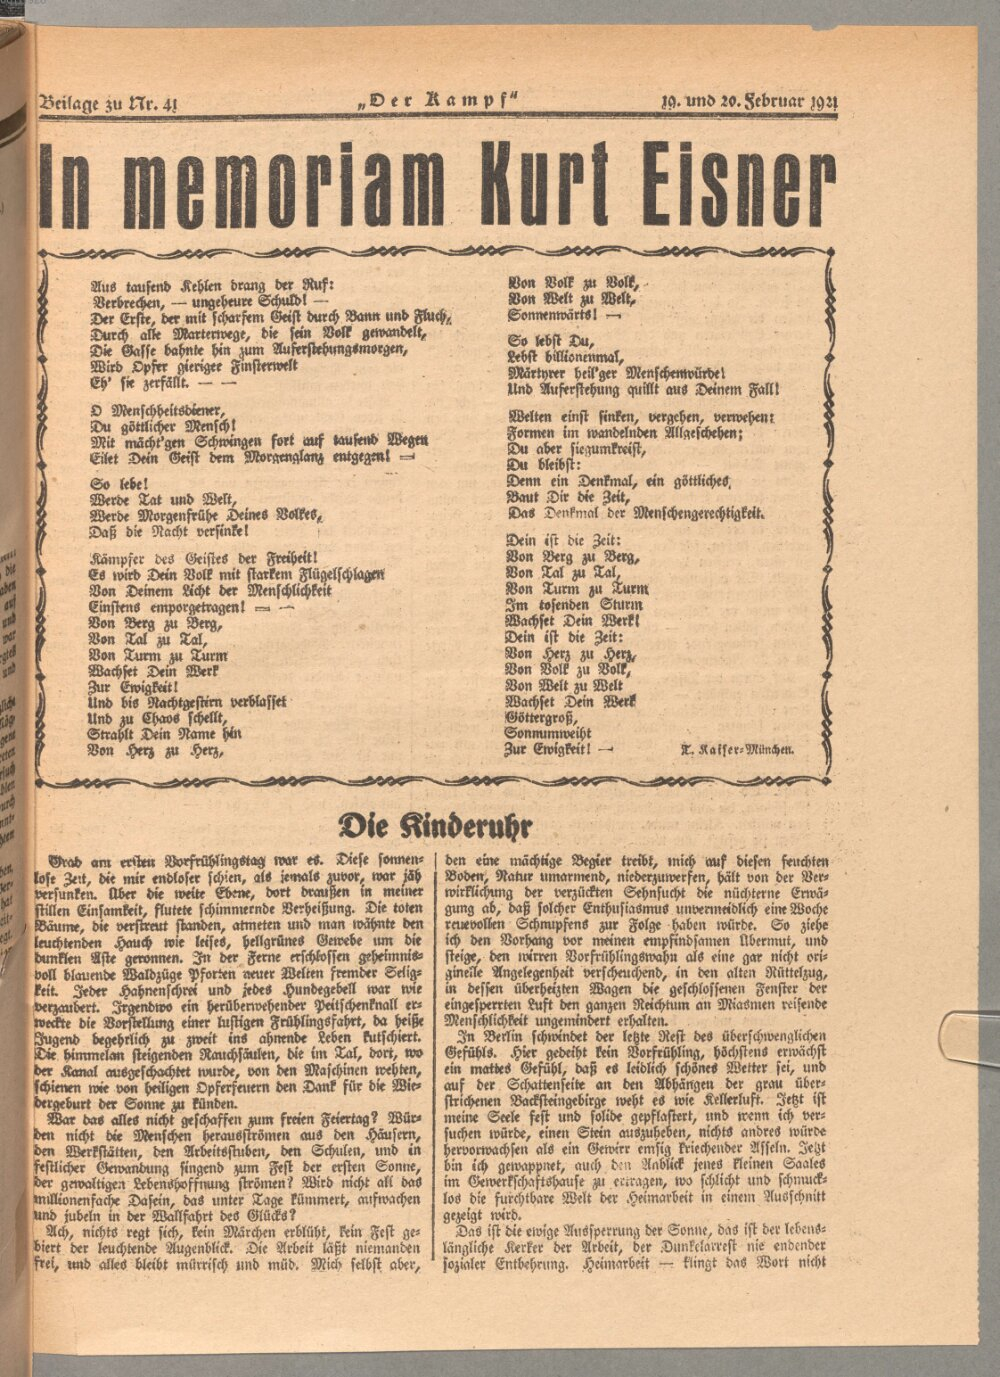 Beilage zu Nr. 41
„Der Kampf“
19. und 20. Februar 1921
In memoriam Kurt Eisner
Aus tausend Kehlen drang der Ruf:
Verbrechen, — ungeheure Schuld! —
Der Erste, der mit scharfem Geist durch Bann und Fluch,
Durch alle Marterwege, die sein Volk gewandelt,
Die Gasse bahnte hin zum Auferstehungsmorgen,
Wird Opfer gieriger Finsterwelt
Eh' sie zerfällt. — —
O Menschheitsdiener,
Du göttlicher Mensch!
Mit mächt'gen Schwingen fort auf tausend Wegen
Eilet Dein Geist dem Morgenglanz entgegen! —
So lebe!
Werde Tat und Welt,
Werde Morgenfrühe Deines Volkes,
Daß die Nacht versinke!
Kämpfer des Geistes der Freiheit!
Es wird Dein Volk mit starkem Flügelschlagen
Von Deinem Licht der Menschlichkeit
Einstens emporgetragen! — —
Von Berg zu Berg,
Von Tal zu Tal,
Von Turm zu Turm
Wachset Dein Werk
Zur Ewigkeit!
Und bis Nachtgestirn verblasset
Und zu Chaos schellt,
Strahlt Dein Name hin
Von Herz zu Herz,
Von Volk zu Volk,
Von Welt zu Welt,
Sonnenwärts! —
So lebst Du,
Lebst billionenmal,
Märtyrer heil'ger Menschenwürde!
Und Auferstehung quillt aus Deinem Fall!
Welten einst sinken, vergehen, verwehen:
Formen im wandelnden Allgeschehen;
Du aber siegumkreist,
Du bleibst:
Denn ein Denkmal, ein göttliches,
Baut Dir die Zeit,
Das Denkmal der Menschengerechtigkeit.
Dein ist die Zeit:
Von Berg zu Berg,
Von Tal zu Tal,
Von Turm zu Turm
Im tosenden Sturm
Wachset Dein Werk!
Dein ist die Zeit:
Von Herz zu Herz,
Von Volk zu Volk,
Von Welt zu Welt
Wachset Dein Werk
Göttergroß,
Sonnumweiht
Zur Ewigkeit! —
T. Kaiser-München.
Die Kinderuhr
Grad am ersten Vorfrühlingstag war es. Diese sonnen-
lose Zeit, die mir endloser schien, als jemals zuvor, war jäh
versunken. Über die weite Ebene, dort draußen in meiner
stillen Einsamkeit, flutete schimmernde Verheißung. Die toten
Bäume, die verstreut standen, atmeten und man wähnte den
leuchtenden Hauch wie leises, hellgrünes Gewebe um die
dunklen Äste geronnen. In der Ferne erschlossen geheimnis-
voll blauende Waldzüge Pforten neuer Welten fremder Selig-
keit. Jeder Hahnenschrei und jedes Hundegebell war wie
verzaubert. Irgendwo ein herüberwehender Peitschenknall er-
weckte die Vorstellung einer lustigen Frühlingsfahrt, da heiße
Jugend begehrlich zu zweit ins ahnende Leben kutschiert.
Die himmelan steigenden Rauchsäulen, die im Tal, dort, wo
der Kanal ausgeschachtet wurde, von den Maschinen wehten,
schienen wie von heiligen Opferfeuern den Dank für die Wie-
dergeburt der Sonne zu künden.
War das alles nicht geschaffen zum freien Feiertag? Wür-
den nicht die Menschen herausströmen aus den Häusern,
den Werkstätten, den Arbeitsstuben, den Schulen, und in
festlicher Gewandung singend zum Fest der ersten Sonne,
der gewaltigen Lebenshoffnung strömen? Wird nicht all das
millionenfache Dasein, das unter Tage kümmert, aufwachen
und jubeln in der Wallfahrt des Glücks?
Ach, nichts regt sich, kein Märchen erblüht, kein Fest ge-
biert der leuchtende Augenblick. Die Arbeit läßt niemanden
frei, und alles bleibt mürrisch und müd. Mich selbst aber,
den eine mächtige Begier treibt, mich auf diesen feuchten
Boden, Natur umarmend, niederzuwerfen, hält von der Ver-
wirklichung der verzückten Sehnsucht die nüchterne Erwä-
gung ab, daß solcher Enthusiasmus unvermeidlich eine Woche
reuevollen Schnupfens zur Folge haben würde. So ziehe
ich den Vorhang vor meinen empfindsamen Übermut, und
steige, den wirren Vorfrühlingswahn als eine gar nicht ori-
ginelle Angelegenheit verscheuchend, in den alten Rüttelzug,
in dessen überheizten Wagen die geschlossenen Fenster der
eingesperrten Luft den ganzen Reichtum an Miasmen reisende
Menschlichkeit ungemindert erhalten.
In Berlin schwindet der letzte Rest des überschwenglichen
Gefühls. Hier gedeiht kein Vorfrühling, höchstens erwächst
ein mattes Gefühl, daß es leidlich schönes Wetter sei, und
auf der Schattenseite an den Abhängen der grau über-
strichenen Backsteingebirge weht es wie Kellerluft. Jetzt ist
meine Seele fest und solide gepflastert, und wenn ich ver-
suchen würde, einen Stein auszuheben, nichts andres würde
hervorwachsen als ein Gewirr emsig kriechender Asseln. Jetzt
bin ich gewappnet, auch den Anblick jenes kleinen Saales
im Gewerkschaftshause zu ertragen, wo schlicht und schmuck-
los die furchtbare Welt der Heimarbeit in einem Ausschnitt
gezeigt wird.
Das ist die ewige Aussperrung der Sonne, das ist der lebens-
längliche Kerker der Arbeit, der Dunkelarrest nie endender
sozialer Entbehrung. Heimarbeit — klingt das Wort nicht